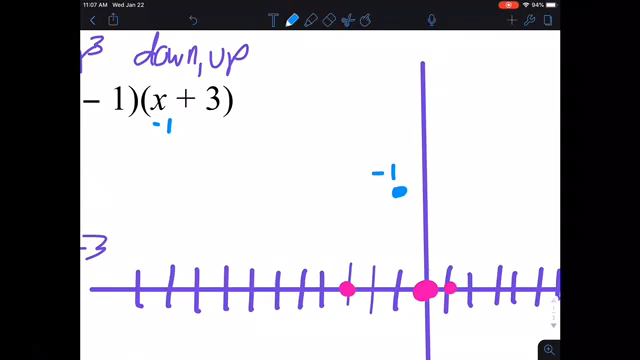 11:07 AM Wed Jan 22
94%
3 down, up
– 1)(x + 3)
-1
-1
-3